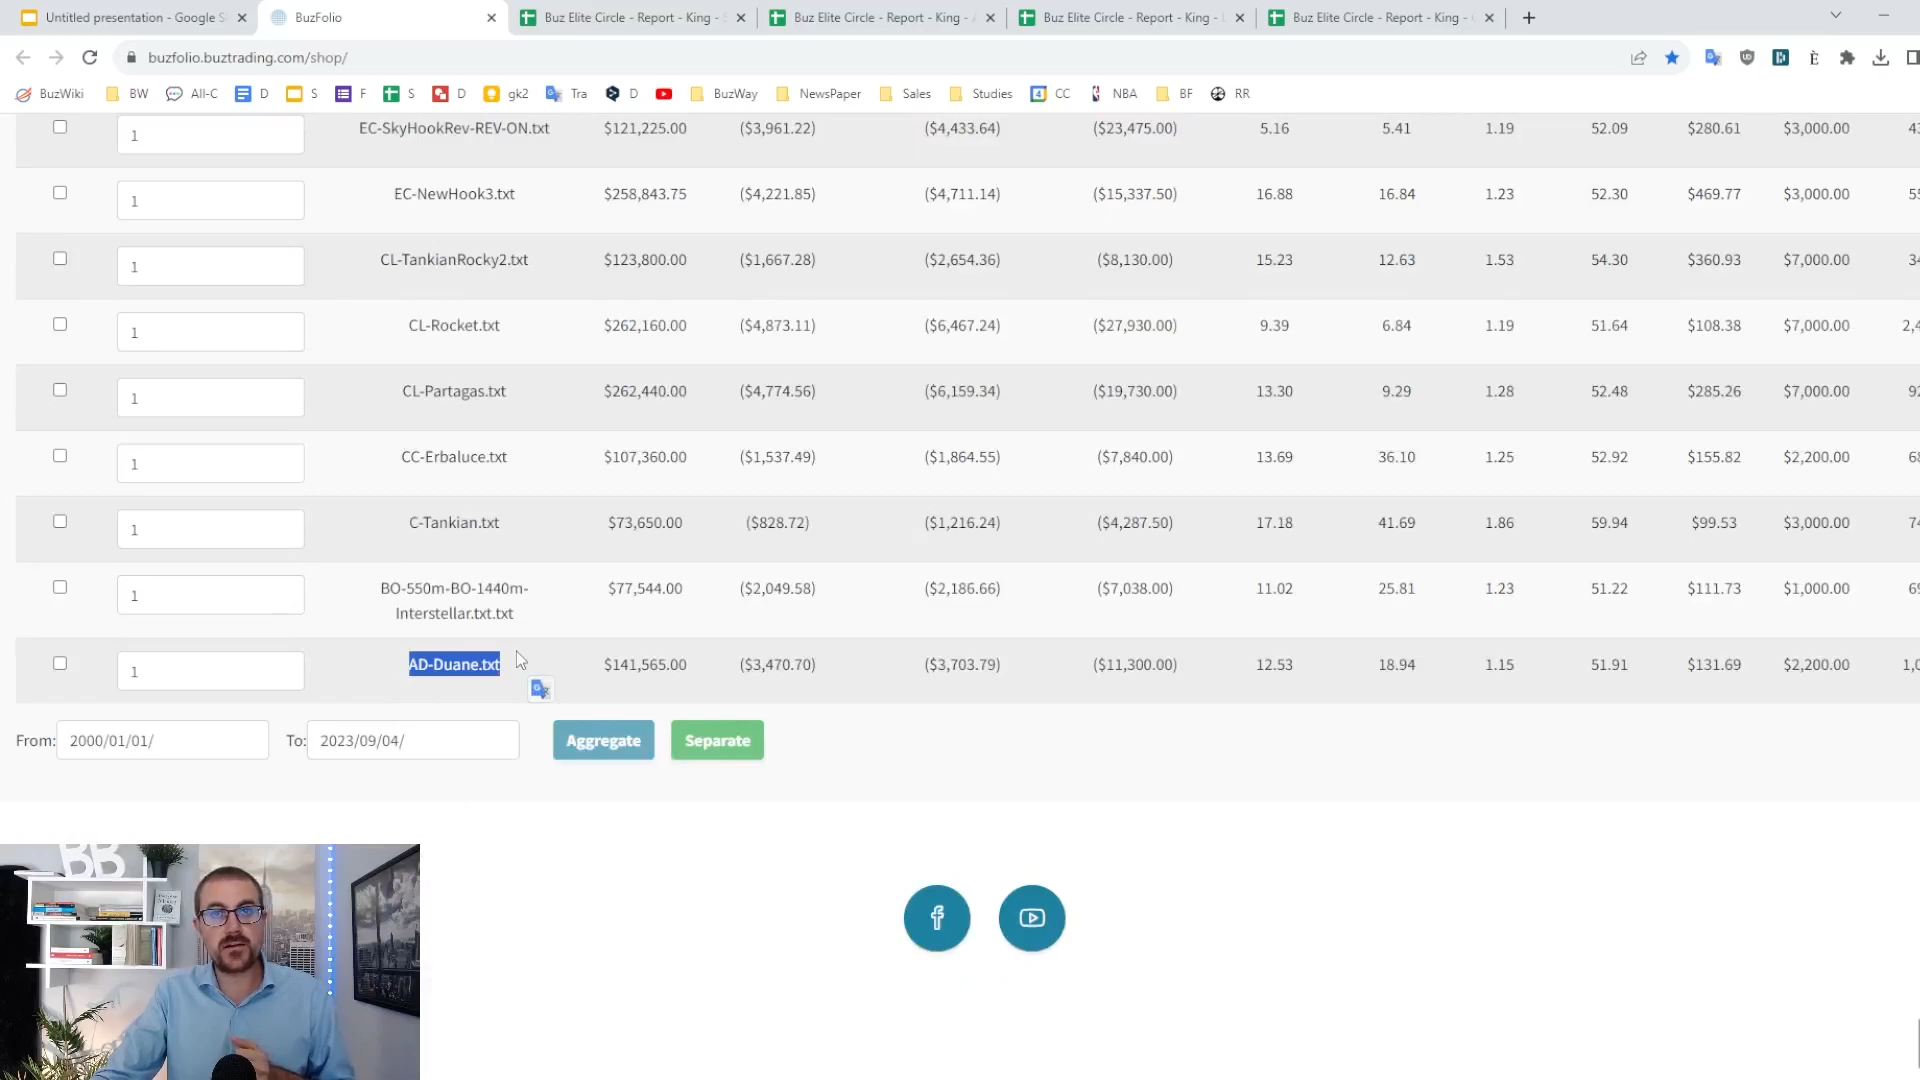 Untitled presentation - Google S
BuzFolio
Buz Elite Circle - Report - King - S
Buz Elite Circle - Report - King - A
Buz Elite Circle - Report - King - L
Buz Elite Circle - Report - King - C
buzfolio.buztrading.com/shop/
BuzWiki BW All-C D S F S D gk2 Tra D BuzWay NewsPaper Sales Studies CC NBA BF RR
1 EC-SkyHookRev-REV-ON.txt $121,225.00 ($3,961.22) ($4,433.64) ($23,475.00) 5.16 5.41 1.19 52.09 $280.61 $3,000.00 43
1 EC-NewHook3.txt $258,843.75 ($4,221.85) ($4,711.14) ($15,337.50) 16.88 16.84 1.23 52.30 $469.77 $3,000.00 55
1 CL-TankianRocky2.txt $123,800.00 ($1,667.28) ($2,654.36) ($8,130.00) 15.23 12.63 1.53 54.30 $360.93 $7,000.00 34
1 CL-Rocket.txt $262,160.00 ($4,873.11) ($6,467.24) ($27,930.00) 9.39 6.84 1.19 51.64 $108.38 $7,000.00 2,4
1 CL-Partagas.txt $262,440.00 ($4,774.56) ($6,159.34) ($19,730.00) 13.30 9.29 1.28 52.48 $285.26 $7,000.00 92
1 CC-Erbaluce.txt $107,360.00 ($1,537.49) ($1,864.55) ($7,840.00) 13.69 36.10 1.25 52.92 $155.82 $2,200.00 68
1 C-Tankian.txt $73,650.00 ($828.72) ($1,216.24) ($4,287.50) 17.18 41.69 1.86 59.94 $99.53 $3,000.00 74
1 BO-550m-BO-1440m- $77,544.00 ($2,049.58) ($2,186.66) ($7,038.00) 11.02 25.81 1.23 51.22 $111.73 $1,000.00 69
Interstellar.txt.txt
1 AD-Duane.txt $141,565.00 ($3,470.70) ($3,703.79) ($11,300.00) 12.53 18.94 1.15 51.91 $131.69 $2,200.00 1,0
From: 2000/01/01/ To: 2023/09/04/ Aggregate Separate
BB